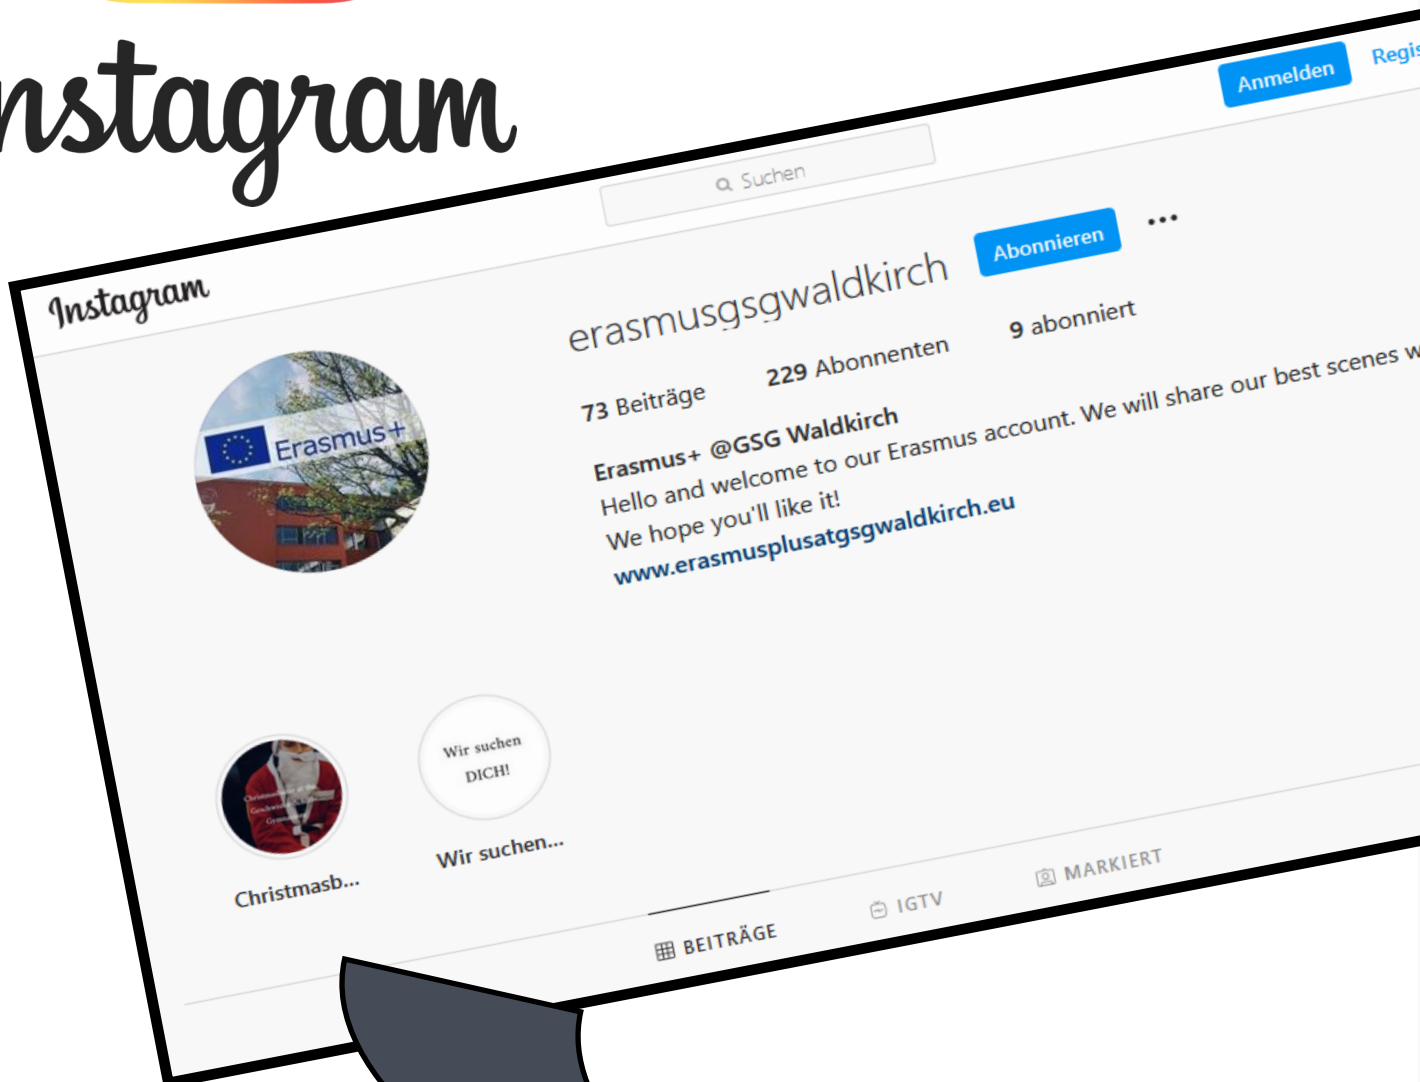 nstagram
Anmelden
Regis
Suchen
Instagram
erasmusgsgwaldkirch
Abonnieren
73 Beiträge
229 Abonnenten
9 abonniert
Erasmus+ @GSG Waldkirch
Hello and welcome to our Erasmus account. We will share our best scenes w
We hope you'll like it!
www.erasmusplusatgsgwaldkirch.eu
Erasmus+
Wir suchen
DICH!
Christmasb...
Wir suchen...
BEITRÄGE
IGTV
MARKIERT